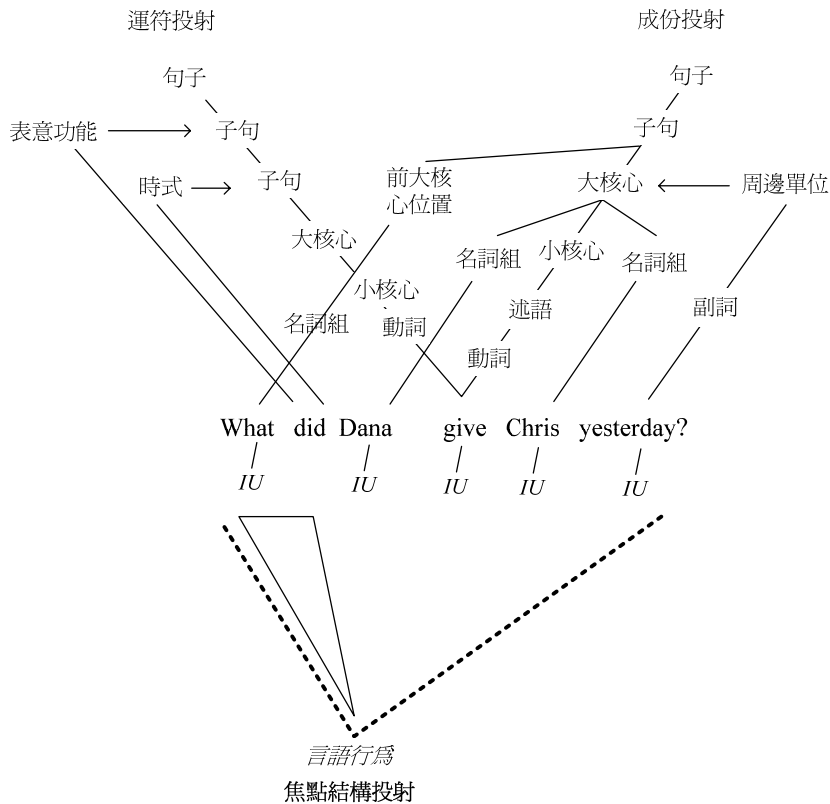 運符投射
成份投射
句子
句子
表意功能
子句
子句
時式
子句
前大核
心位置
大核心
周邊單位
大核心
名詞組
小核心
名詞組
小核心
名詞組
動詞
述語
副詞
動詞
What did Dana give Chris yesterday?
IU IU IU IU IU
言語行爲
焦點結構投射